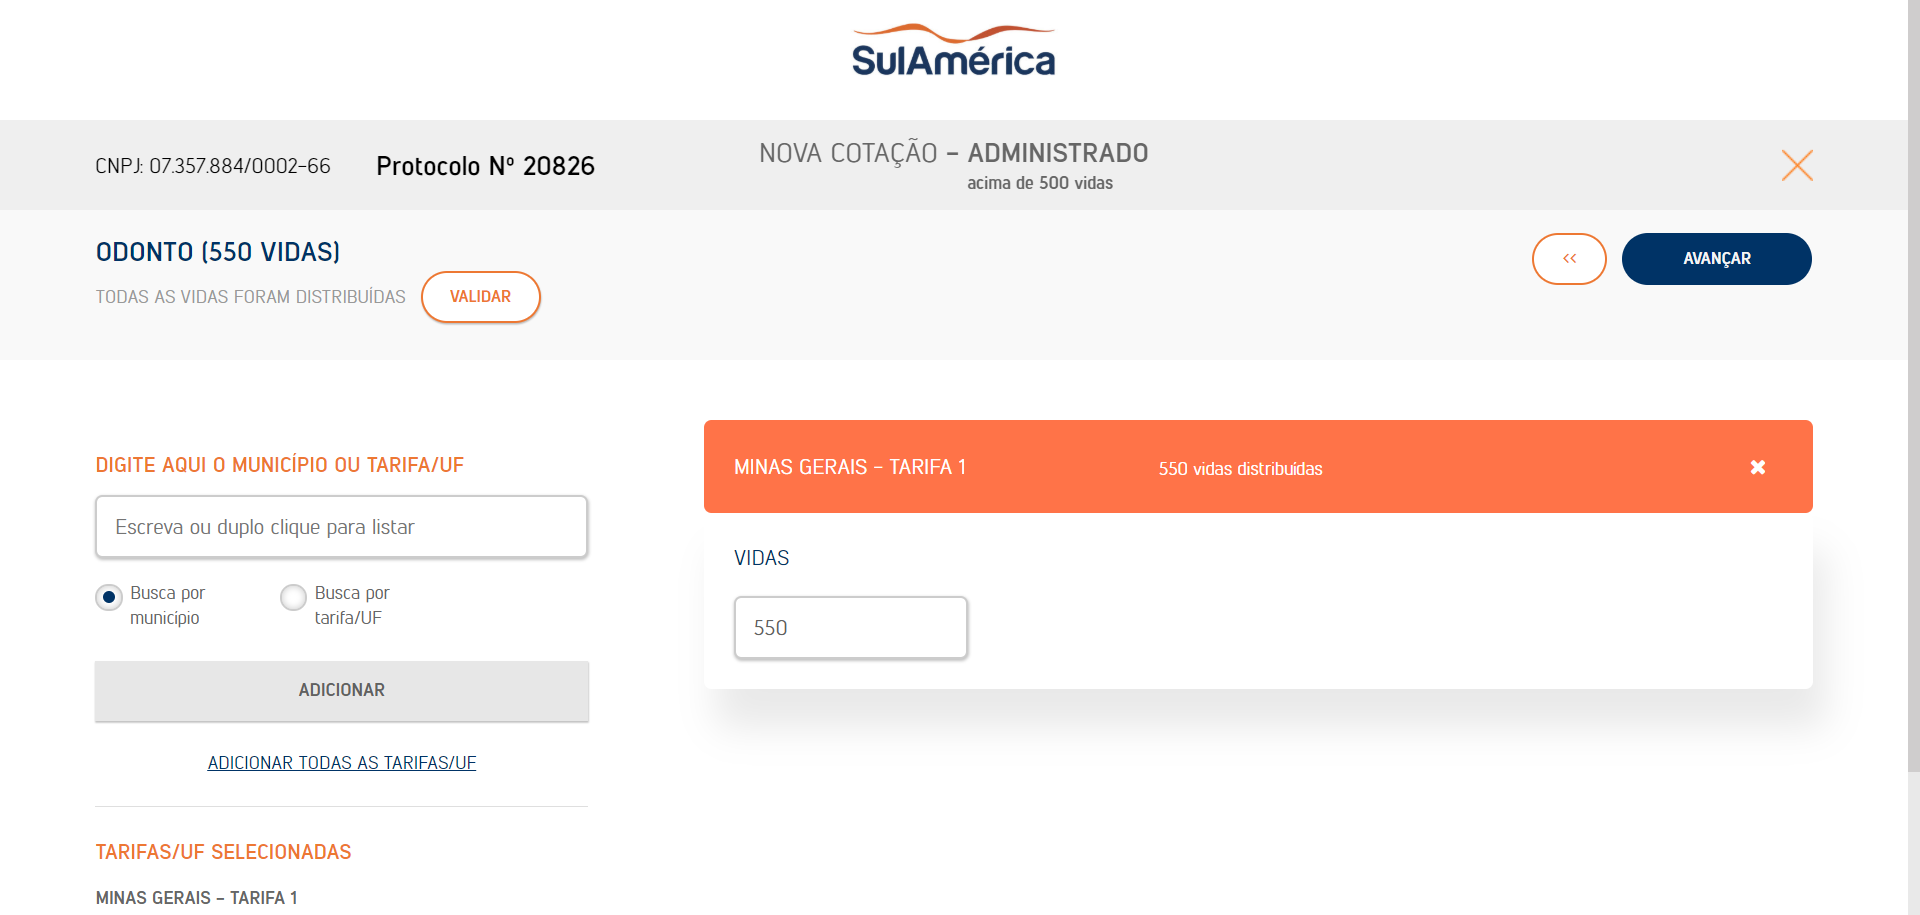 SulAmérica
CNPJ: 07.357.884/0002-66
Protocolo Nº 20826
NOVA COTAÇÃO - ADMINISTRADO
acima de 500 vidas
ODONTO (550 VIDAS)
TODAS AS VIDAS FORAM DISTRIBUÍDAS
VALIDAR
<<
AVANÇAR
DIGITE AQUI O MUNICÍPIO OU TARIFA/UF
Escreva ou duplo clique para listar
Busca por
município
Busca por
tarifa/UF
ADICIONAR
ADICIONAR TODAS AS TARIFAS/UF
TARIFAS/UF SELECIONADAS
MINAS GERAIS - TARIFA 1
MINAS GERAIS - TARIFA 1
550 vidas distribuidas
VIDAS
550